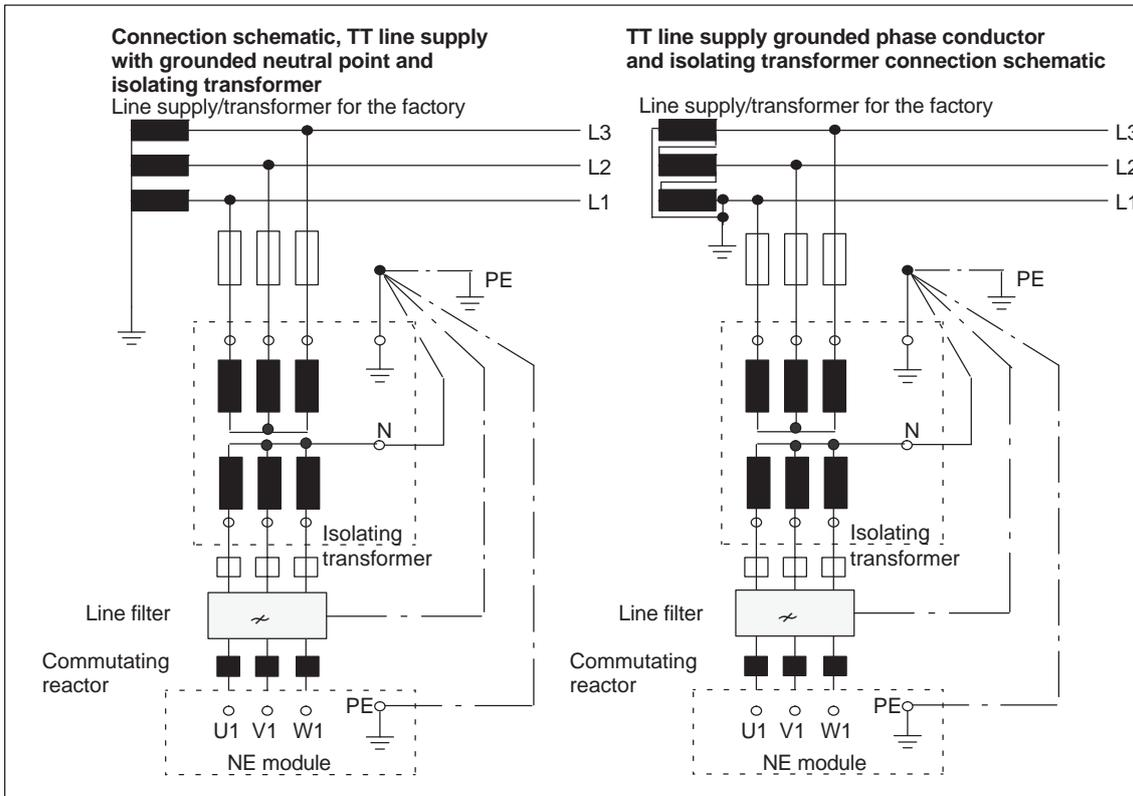 Connection schematic, TT line supply
with grounded neutral point and
isolating transformer
Line supply/transformer for the factory
L3
L2
L1
PE
N
Isolating
transformer
Line filter
Commutating
reactor
PE
U1 V1 W1
NE module
TT line supply grounded phase conductor
and isolating transformer connection schematic
Line supply/transformer for the factory
L3
L2
L1
PE
N
Isolating
transformer
Line filter
Commutating
reactor
PE
U1 V1 W1
NE module